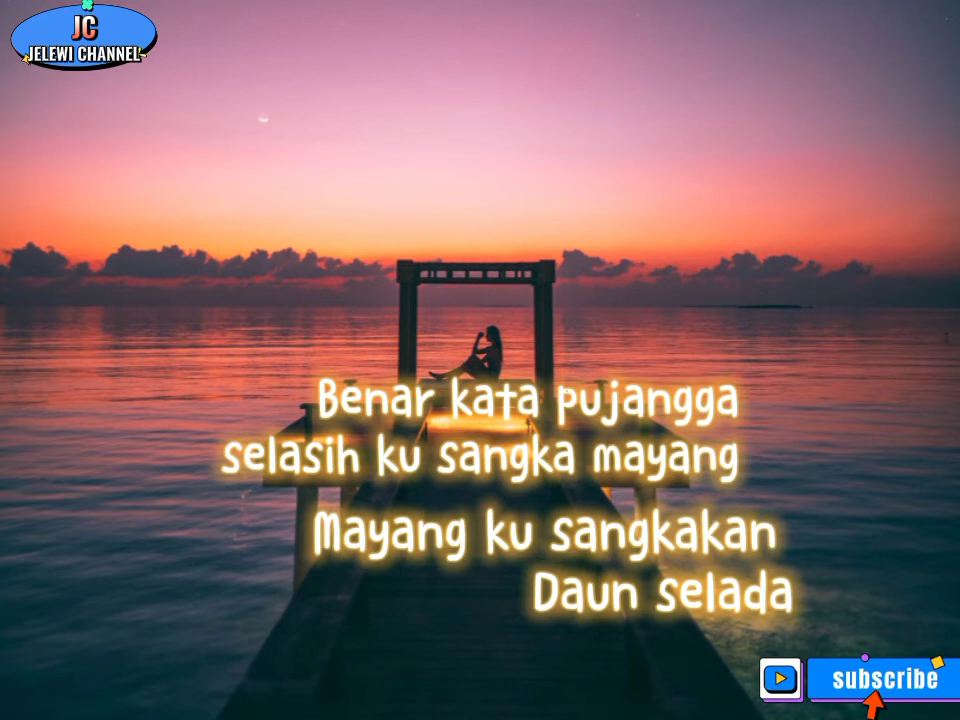 JC
JELEWI CHANNEL
Benar kata pujangga
selasih ku sangka mayang
Mayang ku sangkakan
Daun selada
subscribe